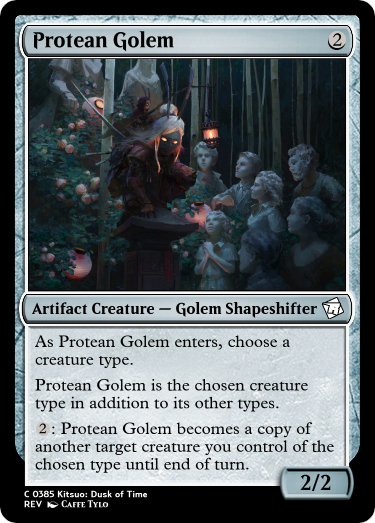 Protean Golem 2
Artifact Creature — Golem Shapeshifter
As Protean Golem enters, choose a
creature type.
Protean Golem is the chosen creature
type in addition to its other types.
2: Protean Golem becomes a copy of
another target creature you control of the
chosen type until end of turn.
2/2
C 0385 Kitsuo: Dusk of Time
REV Caffe Tylo